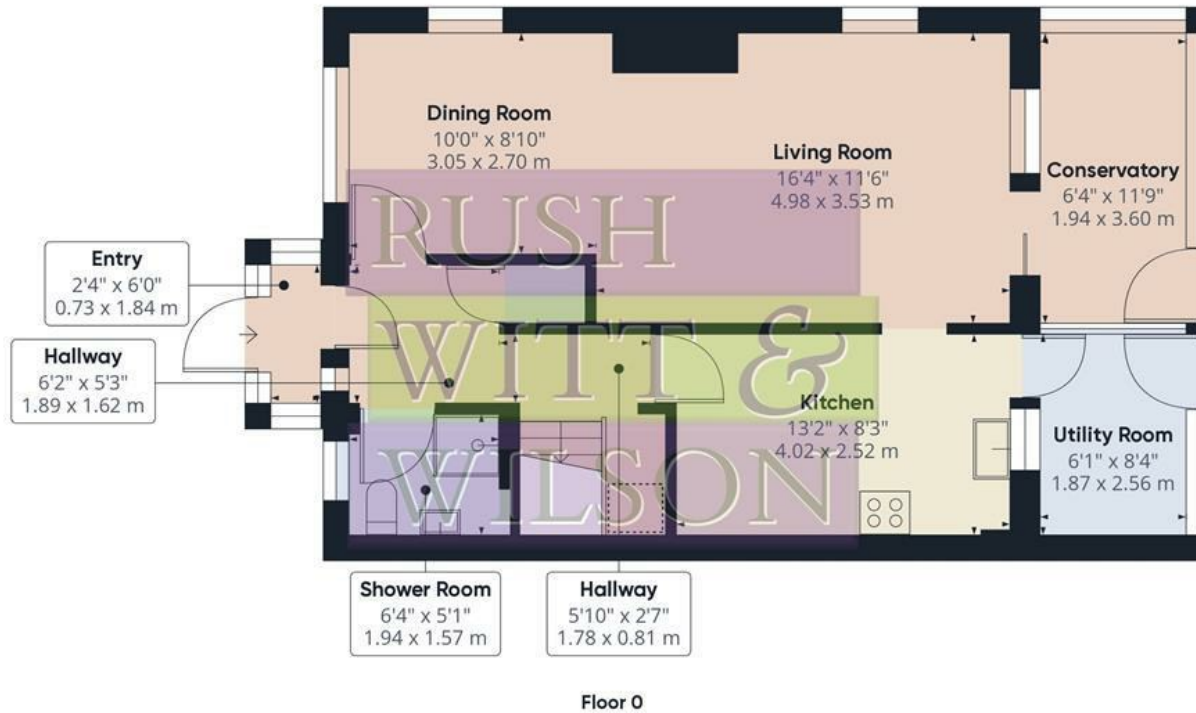 Dining Room
10'0" x 8'10"
3.05 x 2.70 m
Living Room
16'4" x 11'6"
4.98 x 3.53 m
Conservatory
6'4" x 11'9"
1.94 x 3.60 m
RUSH
Entry
2'4" x 6'0"
0.73 x 1.84 m
WITT &
Hallway
6'2" x 5'3"
1.89 x 1.62 m
Kitchen
13'2" x 8'3"
4.02 x 2.52 m
Utility Room
6'1" x 8'4"
1.87 x 2.56 m
WILSON
Shower Room
6'4" x 5'1"
1.94 x 1.57 m
Hallway
5'10" x 2'7"
1.78 x 0.81 m
Floor 0